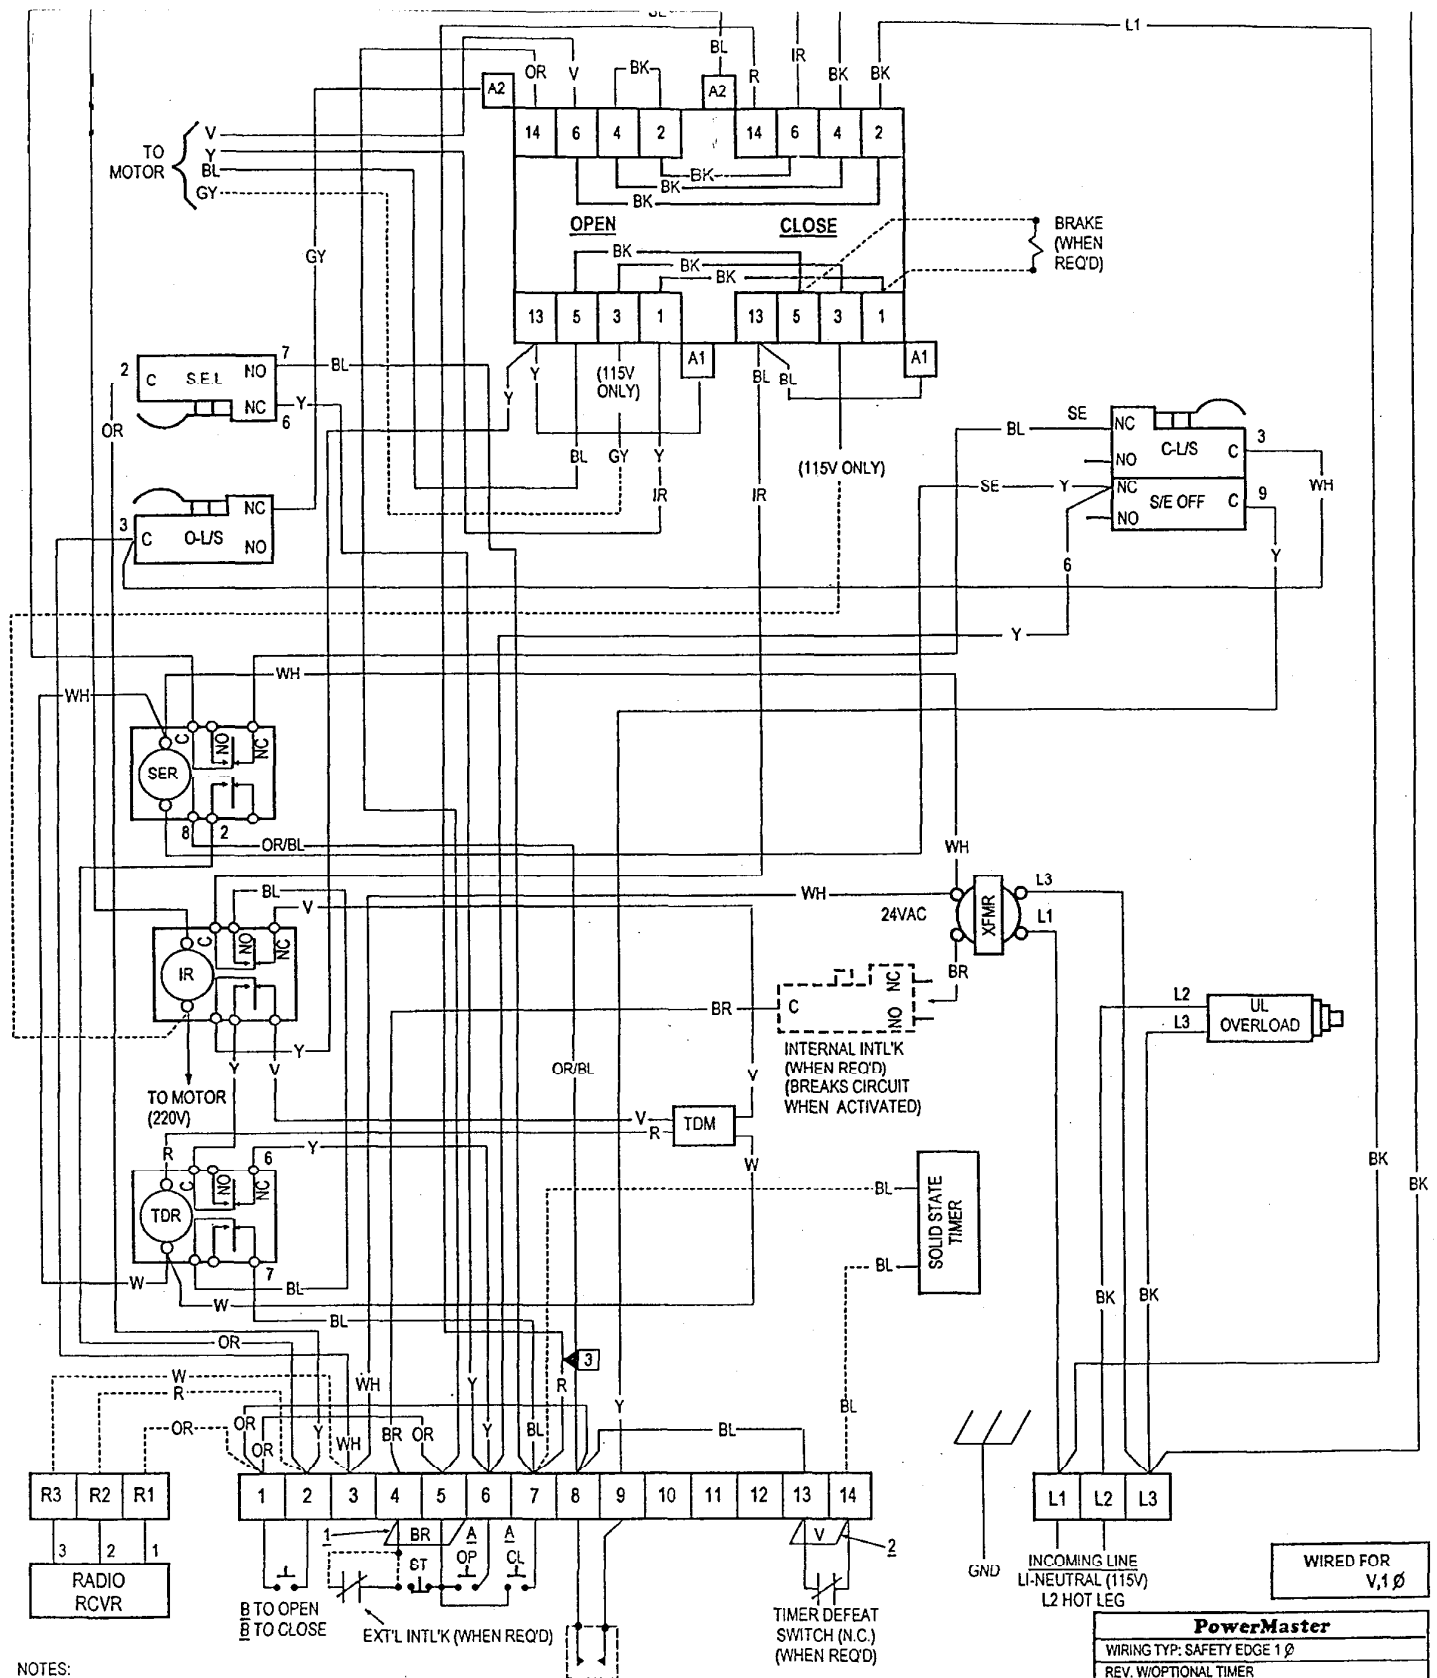 L1
BL
OR
V
BK
R
IR
BK
BK
A2
A2
14
6
4
2
14
6
4
2
TO
MOTOR
V
Y
BL
GY
BK
BK
BK
OPEN
CLOSE
BRAKE
(WHEN
REQ'D)
GY
BK
BK
BK
13
5
3
1
13
5
3
1
A1
A1
2
C
S.E.L
NO
NC
7
BL
Y
6
OR
Y
Y
(115V
ONLY)
BL
BL
BL
GY
Y
IR
IR
(115V ONLY)
BL
SE
NC
NO
C-L/S
C
3
WH
SE
Y
NC
NO
S/E OFF
C
9
Y
6
3
C
O-L/S
NC
NO
Y
WH
WH
SER
C
NO
NC
8
2
OR/BL
WH
WH
24VAC
XFMR
L3
L1
BR
BL
V
IR
C
NO
NC
Y
Y
V
TO MOTOR
(220V)
BR
C
NC
NO
INTERNAL INTL'K
(WHEN REQ'D)
(BREAKS CIRCUIT
WHEN ACTIVATED)
L2
L3
UL
OVERLOAD
OR/BL
V
V
R
TDM
W
R
Y
6
TDR
C
NO
NC
7
W
BL
W
BL
OR
BL
BL
SOLID STATE
TIMER
BK
BK
BK
BK
W
R
OR
OR
OR
Y
WH
WH
BR
OR
Y
Y
BL
R
3
Y
BL
BL
R3
R2
R1
1
2
3
4
5
6
7
8
9
10
11
12
13
14
L1
L2
L3
3
2
1
RADIO
RCVR
1
BR
A
OP
A
CL
ST
V
2
B TO OPEN
B TO CLOSE
EXT'L INTL'K (WHEN REQ'D)
TIMER DEFEAT
SWITCH (N.C.)
(WHEN REQ'D)
GND
INCOMING LINE
LI-NEUTRAL (115V)
L2 HOT LEG
WIRED FOR
V,1Ø
PowerMaster
WIRING TYP: SAFETY EDGE 1Ø
REV. W/OPTIONAL TIMER
NOTES: